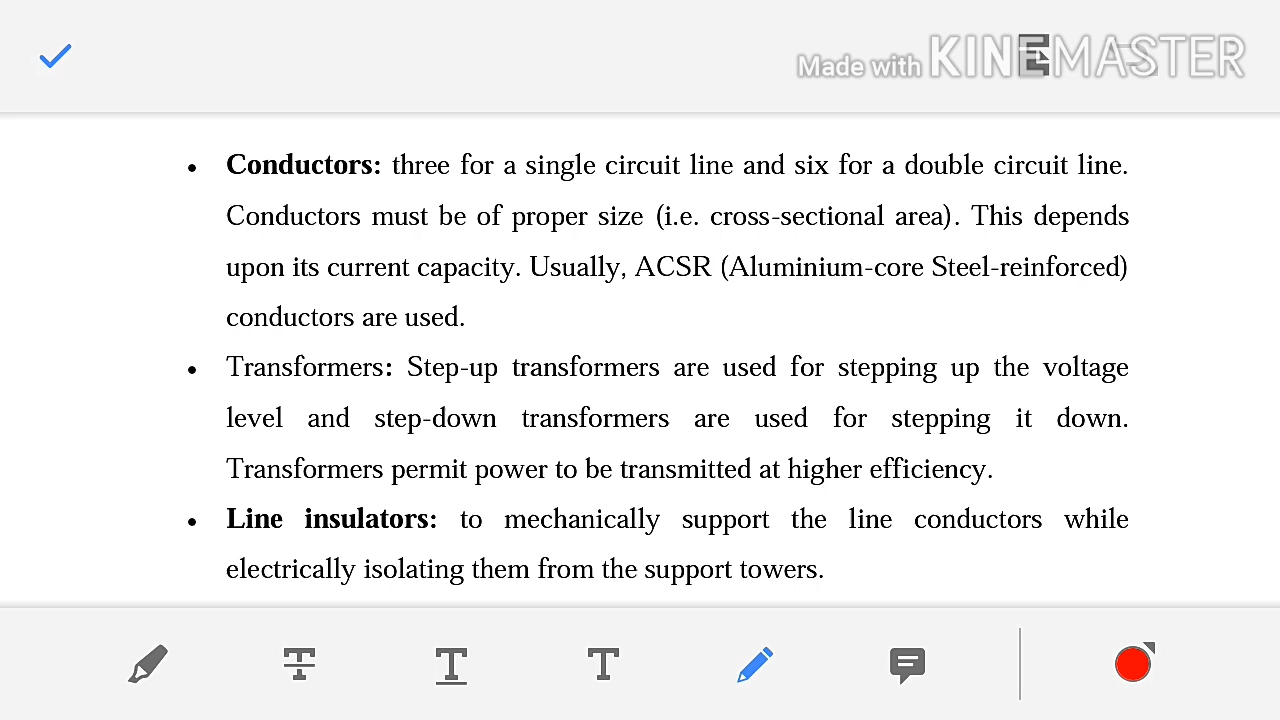 Made with KINEMASTER
• Conductors: three for a single circuit line and six for a double circuit line.
Conductors must be of proper size (i.e. cross-sectional area). This depends
upon its current capacity. Usually, ACSR (Aluminium-core Steel-reinforced)
conductors are used.
• Transformers: Step-up transformers are used for stepping up the voltage
level and step-down transformers are used for stepping it down.
Transformers permit power to be transmitted at higher efficiency.
• Line insulators: to mechanically support the line conductors while
electrically isolating them from the support towers.
T T T